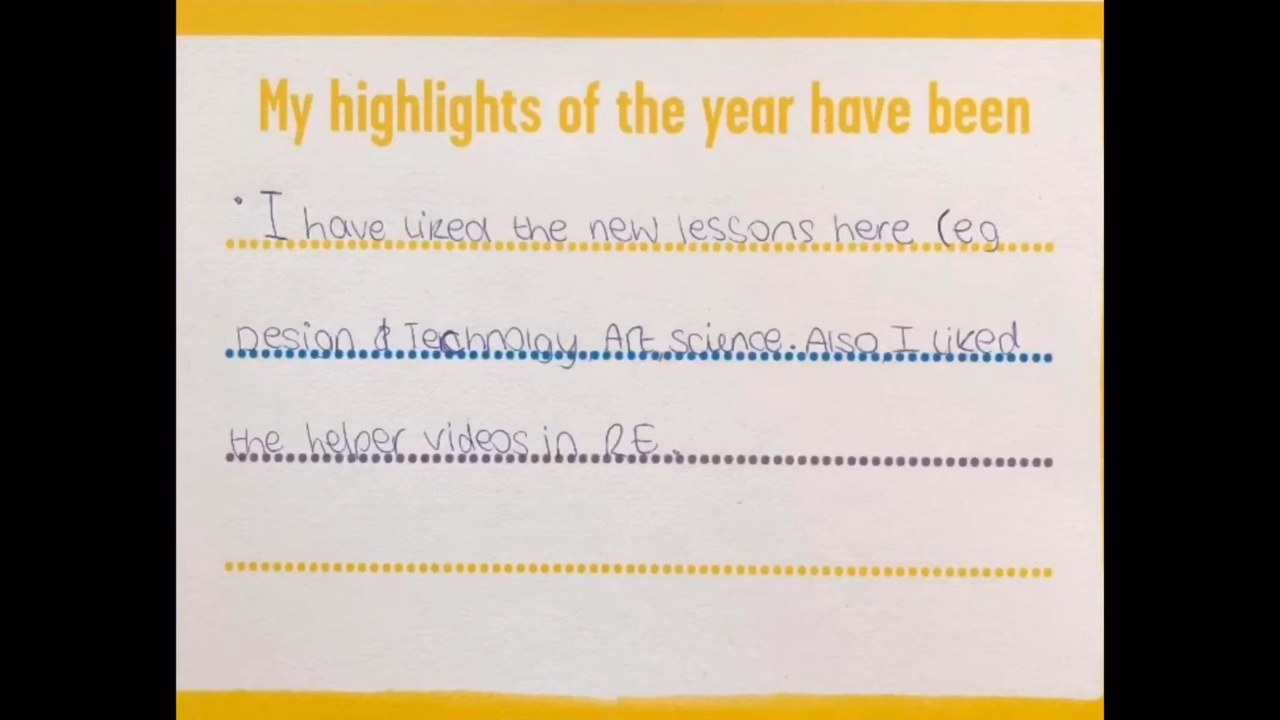 My highlights of the year have been
• I have liked the new lessons here (eg
Design & Technolgy, Art, science. Also, I liked
the helper videos in RE.